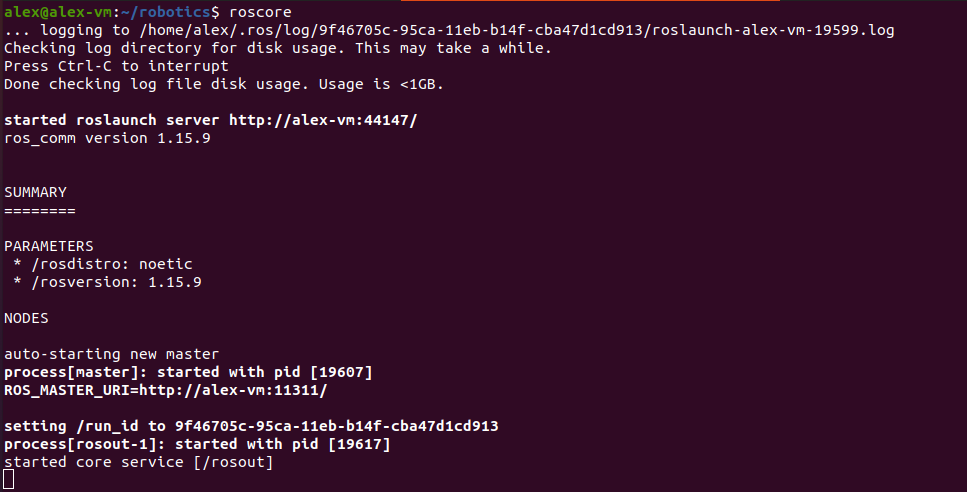 alex@alex-vm:~/robotics$ roscore
... logging to /home/alex/.ros/log/9f46705c-95ca-11eb-b14f-cba47d1cd913/roslaunch-alex-vm-19599.log
Checking log directory for disk usage. This may take a while.
Press Ctrl-C to interrupt
Done checking log file disk usage. Usage is <1GB.

started roslaunch server http://alex-vm:44147/
ros_comm version 1.15.9


SUMMARY
========

PARAMETERS
 * /rosdistro: noetic
 * /rosversion: 1.15.9

NODES

auto-starting new master
process[master]: started with pid [19607]
ROS_MASTER_URI=http://alex-vm:11311/

setting /run_id to 9f46705c-95ca-11eb-b14f-cba47d1cd913
process[rosout-1]: started with pid [19617]
started core service [/rosout]